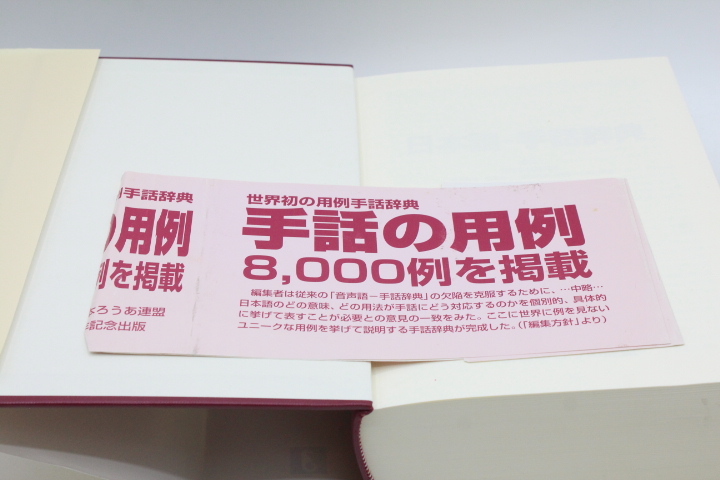 手話辞典
用例
例を掲載
ろうあ連盟
記念出版
世界初の用例手話辞典
手話の用例
8,000例を掲載
編集者は従来の「音声語－手話辞典」の欠陥を克服するために、…中略…
日本語のどの意味、どの用法が手話にどう対応するのかを個別的、具体的
に挙げて表すことが必要との意見の一致をみた。ここに世界に例を見ない
ユニークな用例を挙げて説明する手話辞典が完成した。（「編集方針」より）